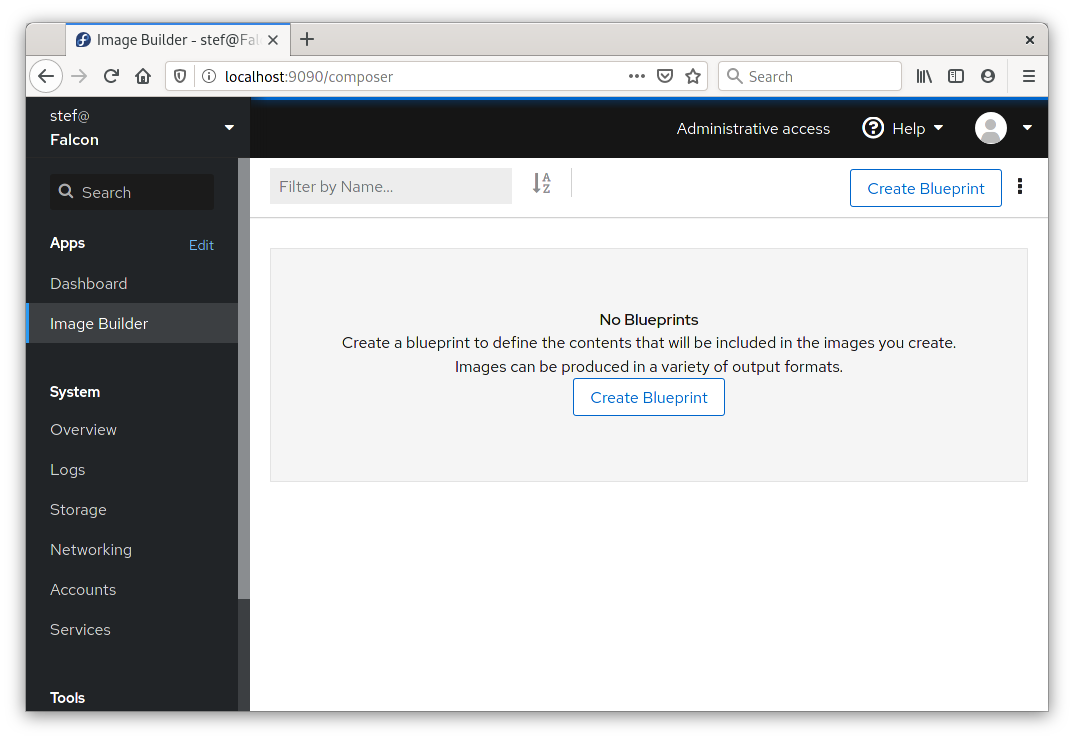 Image Builder - stef@Fal
localhost:9090/composer
Search
stef@
Falcon
Administrative access
Help
Search
Filter by Name...
A
Z
Create Blueprint
Apps
Edit
Dashboard
Image Builder
System
Overview
Logs
Storage
Networking
Accounts
Services
Tools
No Blueprints
Create a blueprint to define the contents that will be included in the images you create.
Images can be produced in a variety of output formats.
Create Blueprint